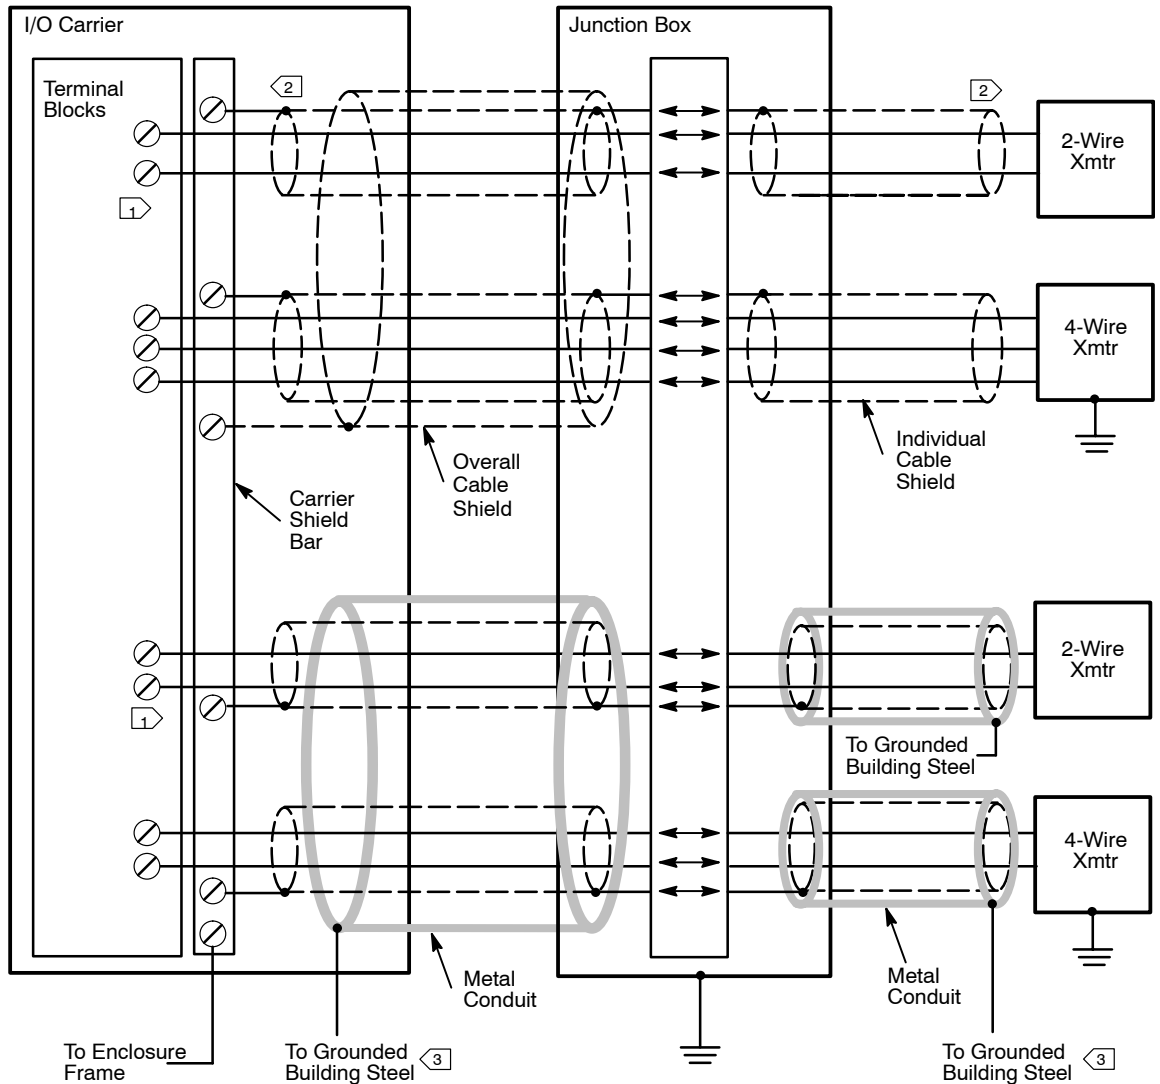 I/O Carrier
Junction Box
Terminal
Blocks
2
2
2-Wire
Xmtr
1
4-Wire
Xmtr
Individual
Cable
Shield
Overall
Cable
Shield
Carrier
Shield
Bar
2-Wire
Xmtr
1
To Grounded
Building Steel
4-Wire
Xmtr
Metal
Conduit
Metal
Conduit
To Enclosure
Frame
To Grounded
Building Steel
3
To Grounded
Building Steel
3